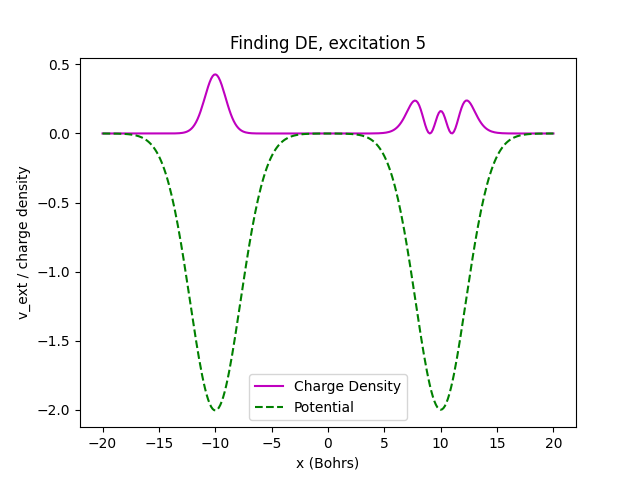 Finding DE, excitation 5
0.5
0.0
−0.5
−1.0
−1.5
−2.0
v_ext / charge density
Charge Density
Potential
−20 −15 −10 −5 0 5 10 15 20
x (Bohrs)